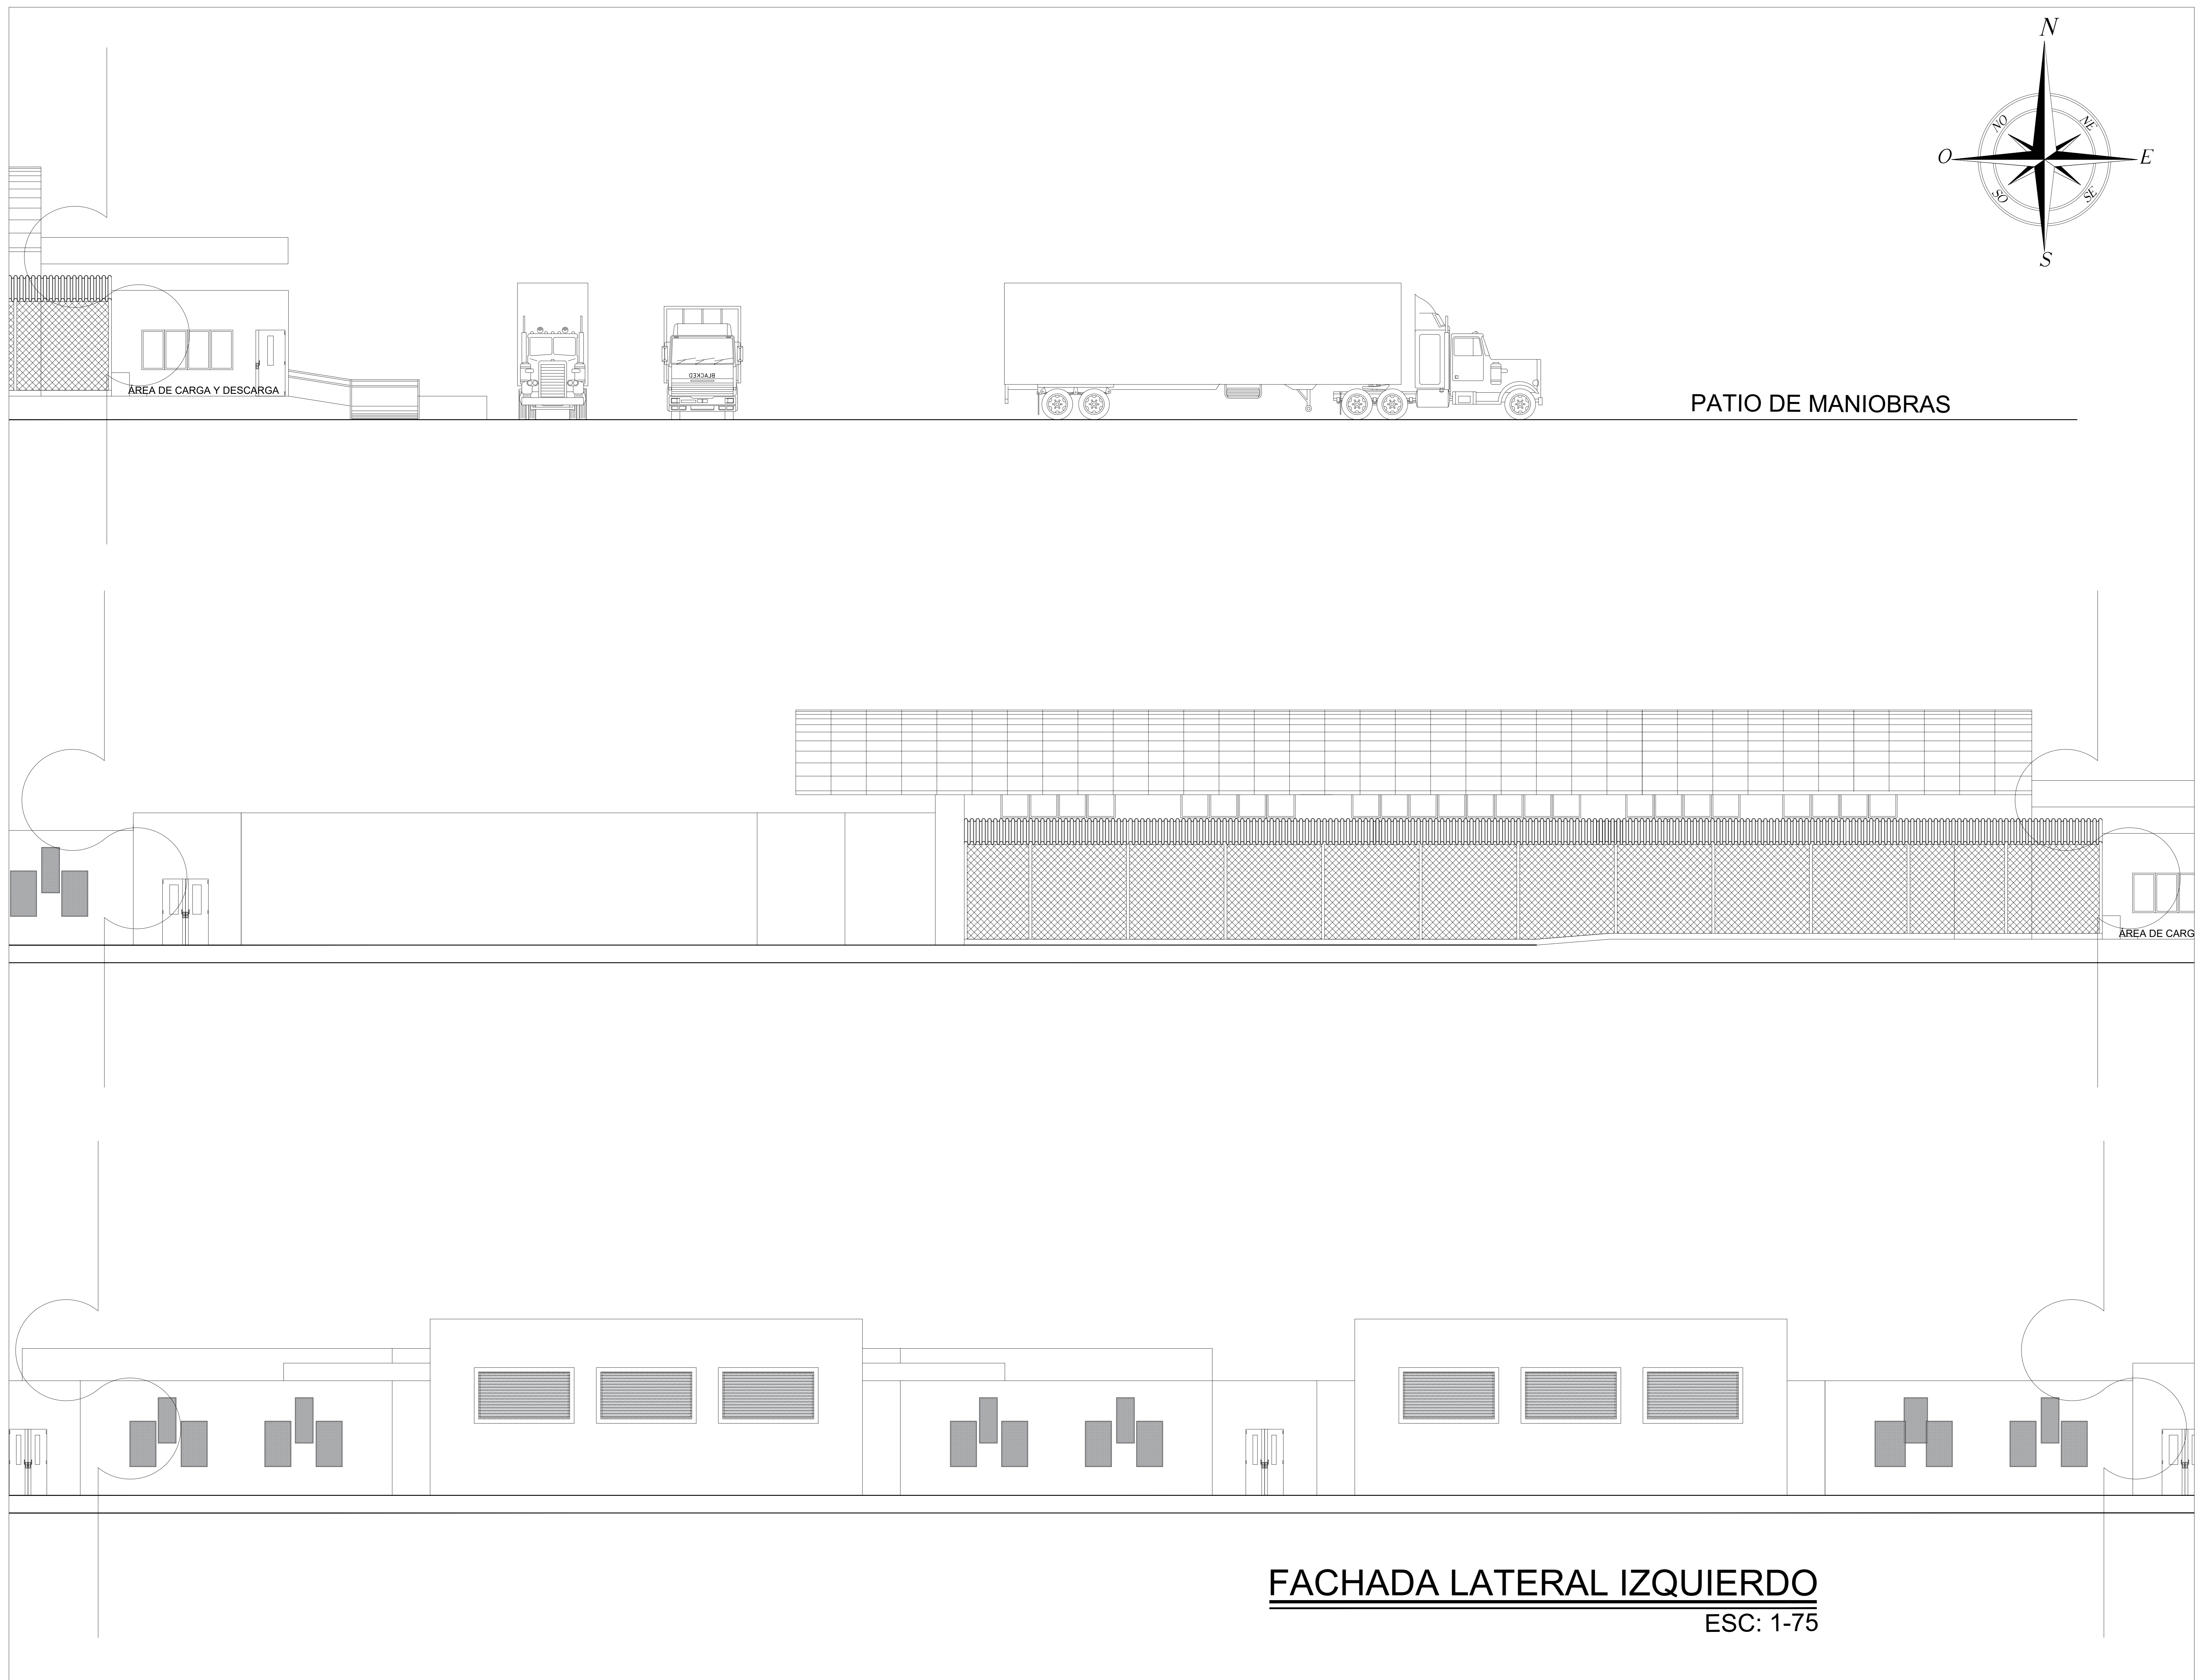 N
NO
NE
O
E
SO
SE
S
BLACKED
ÁREA DE CARGA Y DESCARGA
PATIO DE MANIOBRAS
ÁREA DE CARG
FACHADA LATERAL IZQUIERDO
ESC: 1-75